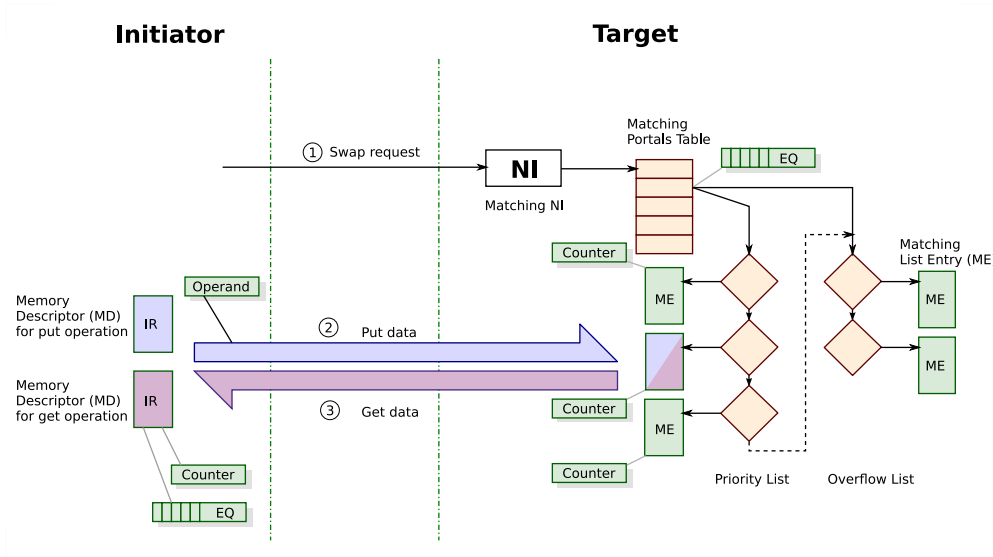 Initiator
Target
Matching
Portals Table
1
Swap request
NI
EQ
Matching NI
Counter
Matching
List Entry (ME
ME
ME
Operand
Memory
Descriptor (MD)
for put operation
IR
2
Put data
ME
Memory
Descriptor (MD)
for get operation
IR
3
Get data
Counter
ME
Counter
Counter
Priority List
Overflow List
EQ